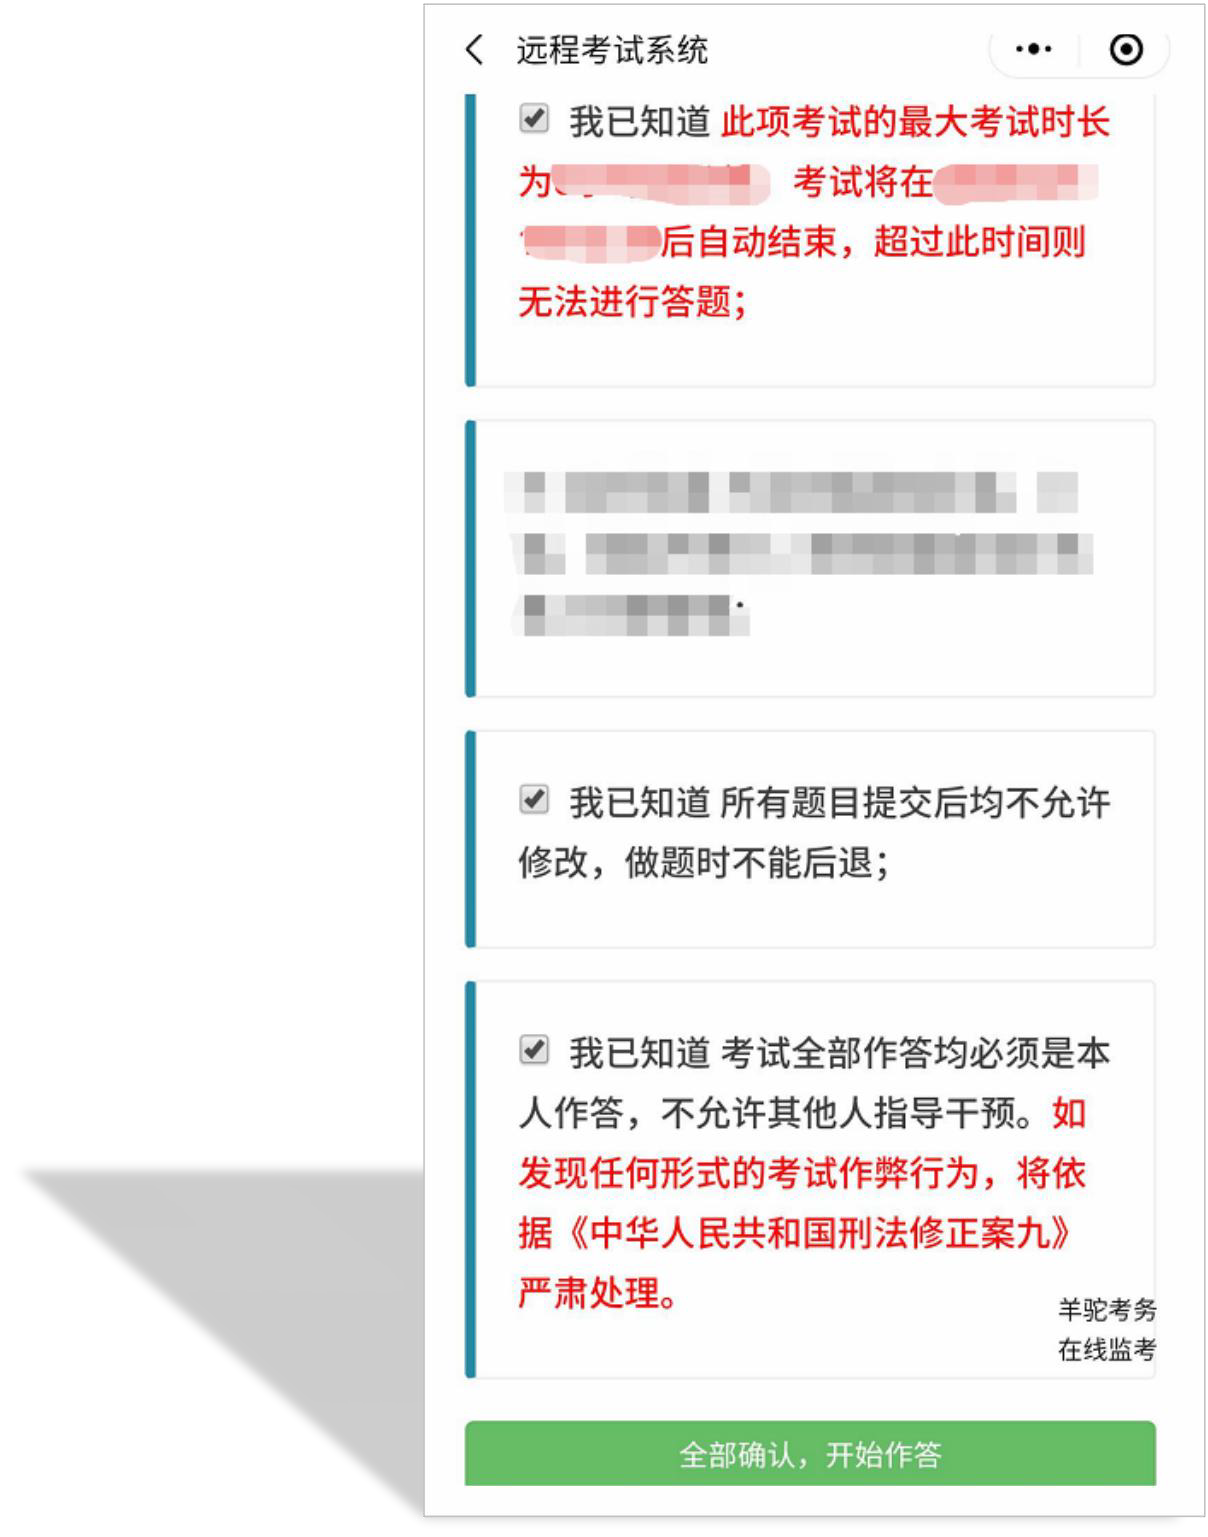 远程考试系统
我已知道 此项考试的最大考试时长
为 考试将在
后自动结束，超过此时间则
无法进行答题；
我已知道 所有题目提交后均不允许
修改，做题时不能后退；
我已知道 考试全部作答均必须是本
人作答，不允许其他人指导干预。如
发现任何形式的考试作弊行为，将依
据《中华人民共和国刑法修正案九》
严肃处理。
羊驼考务
在线监考
全部确认，开始作答